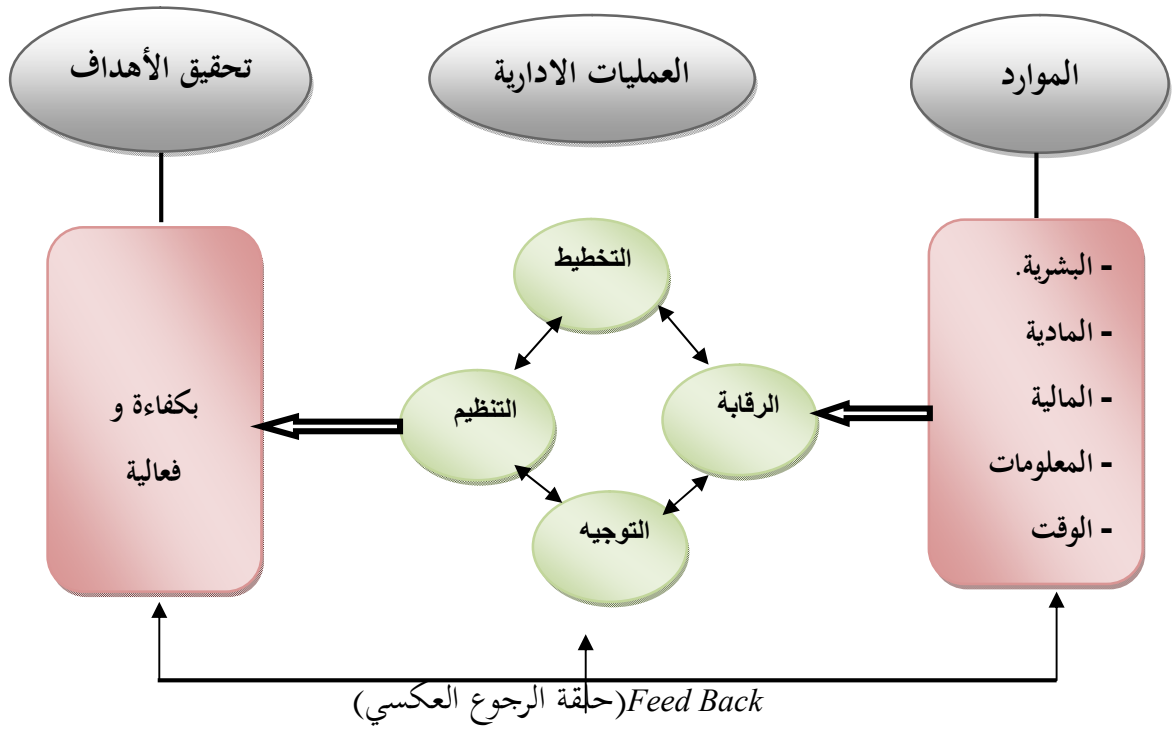 الموارد
العمليات الادارية
تحقيق الأهداف
- البشرية.
- المادية
- المالية
- المعلومات
- الوقت
التخطيط
الرقابة
التنظيم
التوجيه
بكفاءة و
فعالية
Feed Back(حلقة الرجوع العكسي)